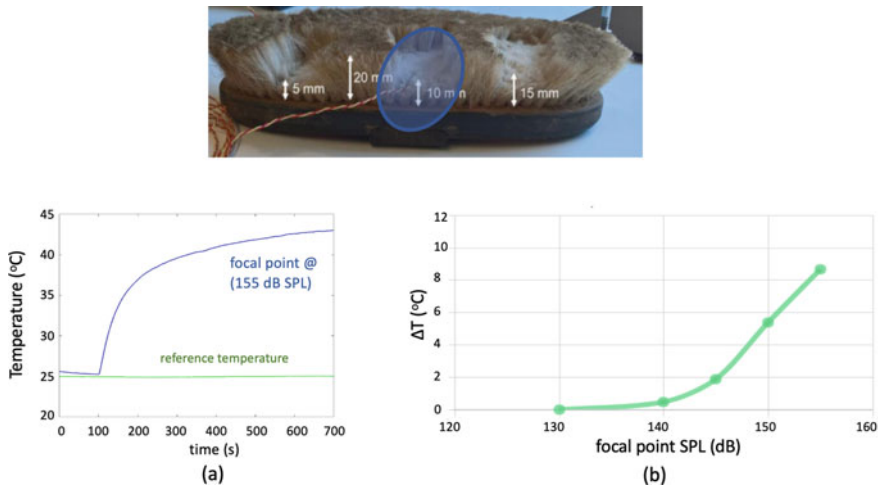 5 mm
20 mm
10 mm
15 mm
45
40
35
30
25
20
Temperature (°C)
focal point @
(155 dB SPL)
reference temperature
0 100 200 300 400 500 600 700
time (s)
(a)
12
10
8
6
4
2
0
ΔT (°C)
120 130 140 150 160
focal point SPL (dB)
(b)